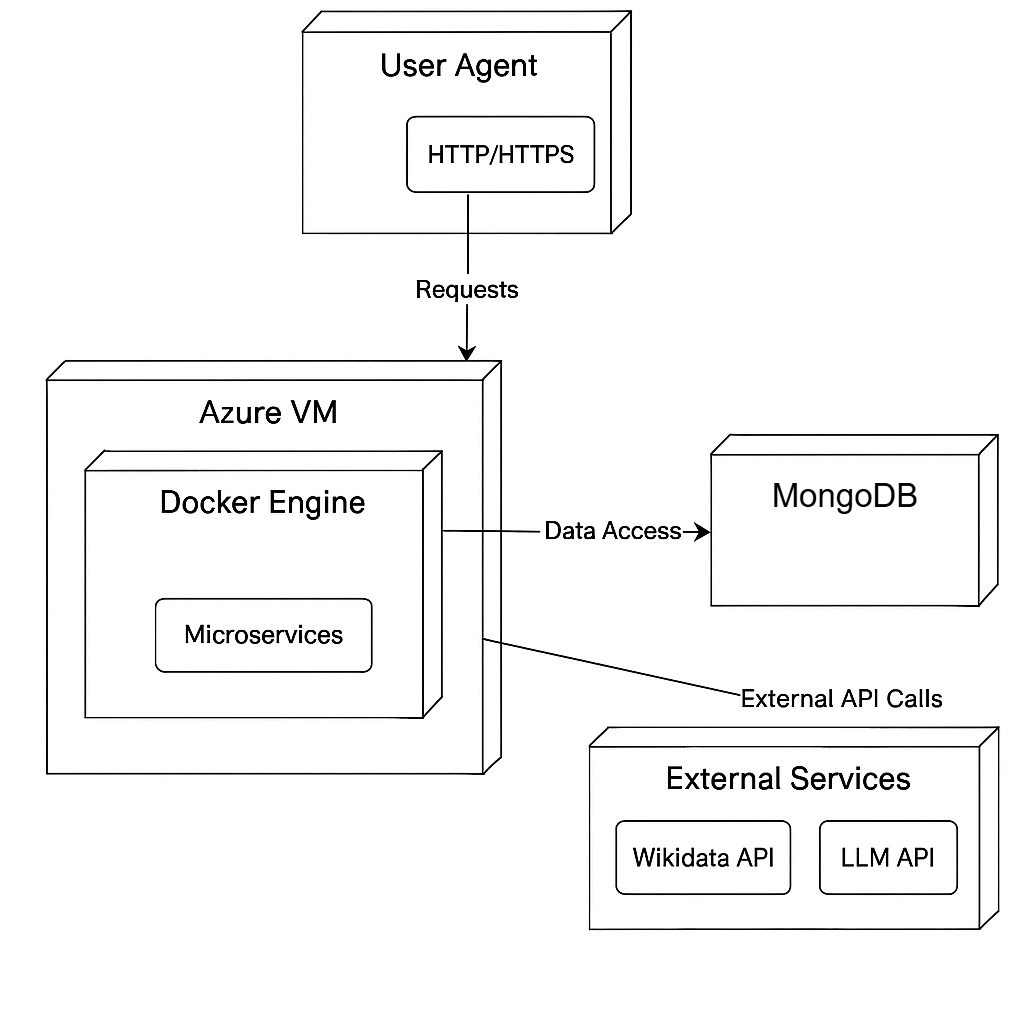 User Agent
HTTP/HTTPS
Requests
Azure VM
Docker Engine
Microservices
Data Access
MongoDB
External API Calls
External Services
Wikidata API
LLM API